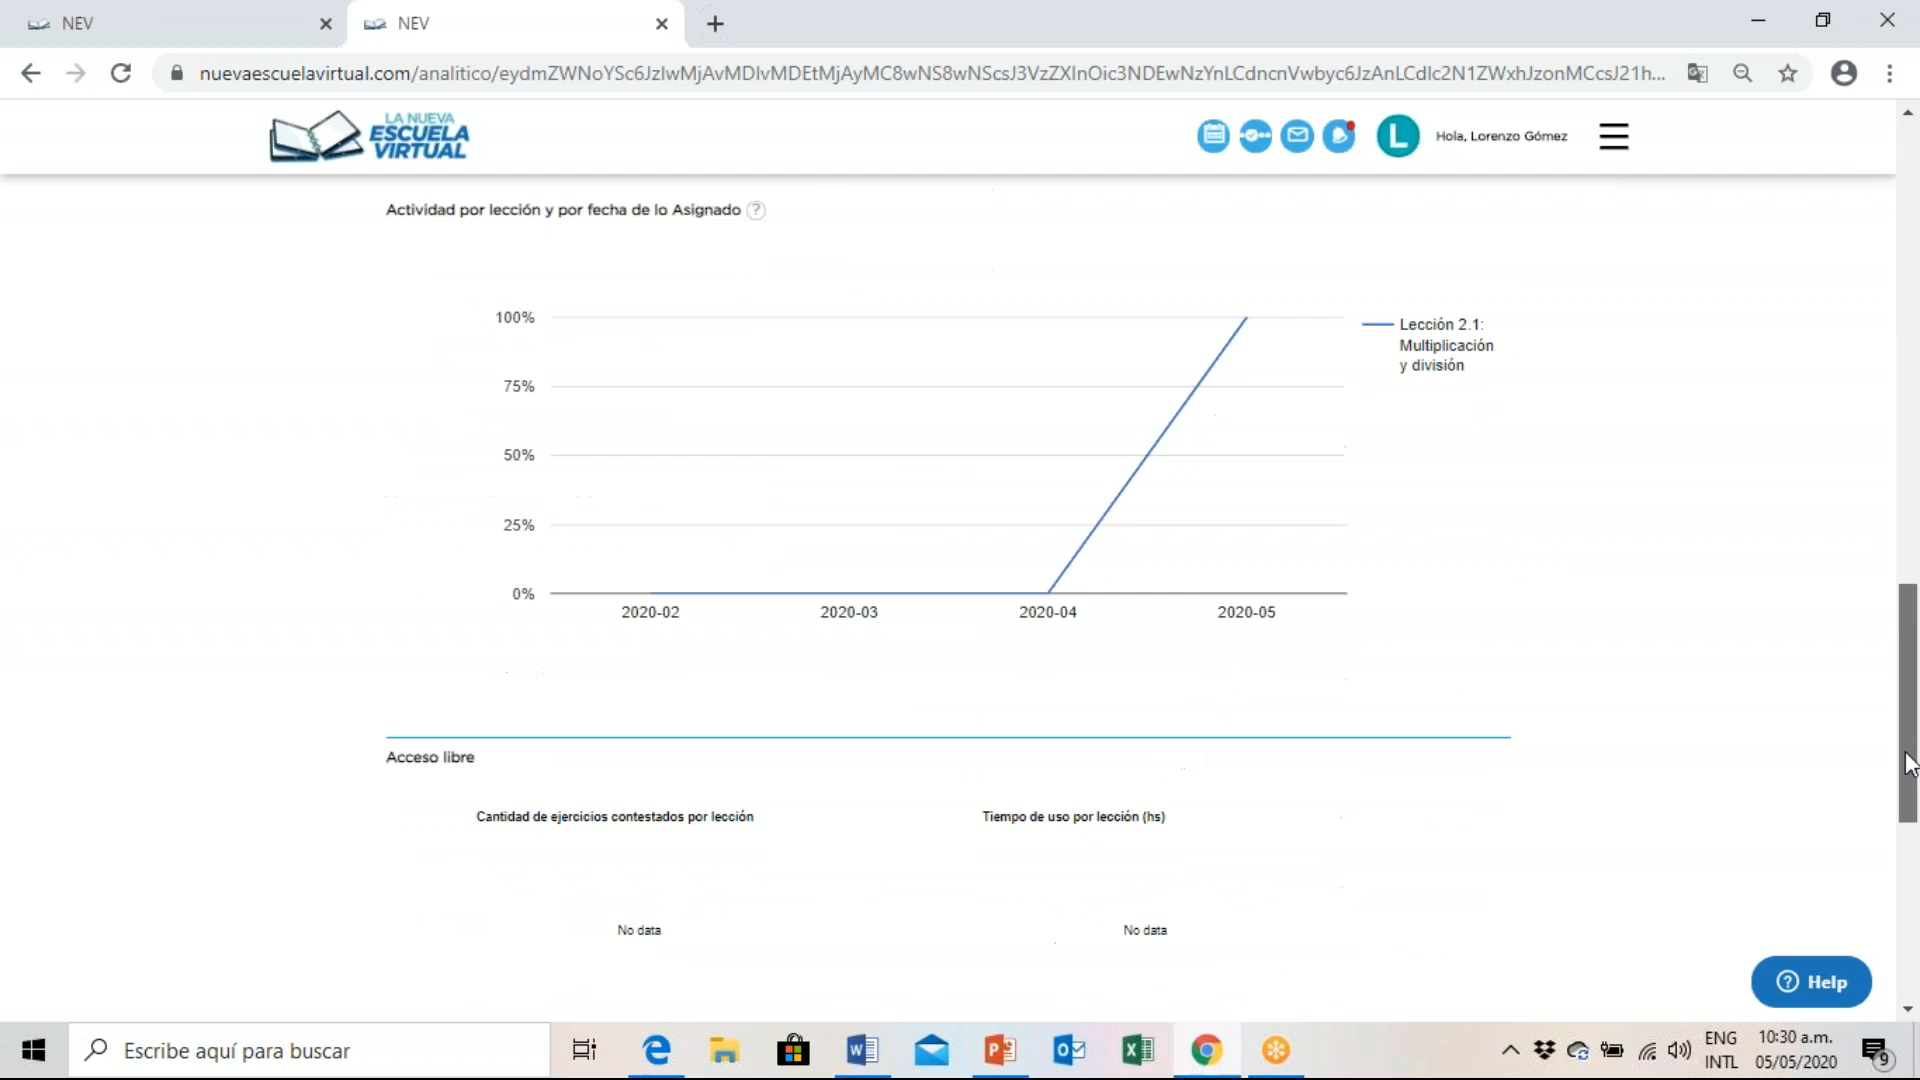 NEV
NEV
nuevaescuelavirtual.com/analitico/eydmZWNoYSc6JzIwMjAvMDIvMDEtMjAyMC8wNS8wNScsJ3VzZXInOic3NDEwNzYnLCdncnVwbyc6JzAnLCdlc2N1ZWxhJzonMCcsJ21h...
LA NUEVA
ESCUELA
VIRTUAL
L
Hola, Lorenzo Gómez
Actividad por lección y por fecha de lo Asignado ?
100%
75%
50%
25%
0%
2020-02
2020-03
2020-04
2020-05
Lección 2.1:
Multiplicación
y división
Acceso libre
Cantidad de ejercicios contestados por lección
Tiempo de uso por lección (hs)
No data
No data
? Help
Escribe aquí para buscar
ENG
INTL
10:30 a.m.
05/05/2020
9